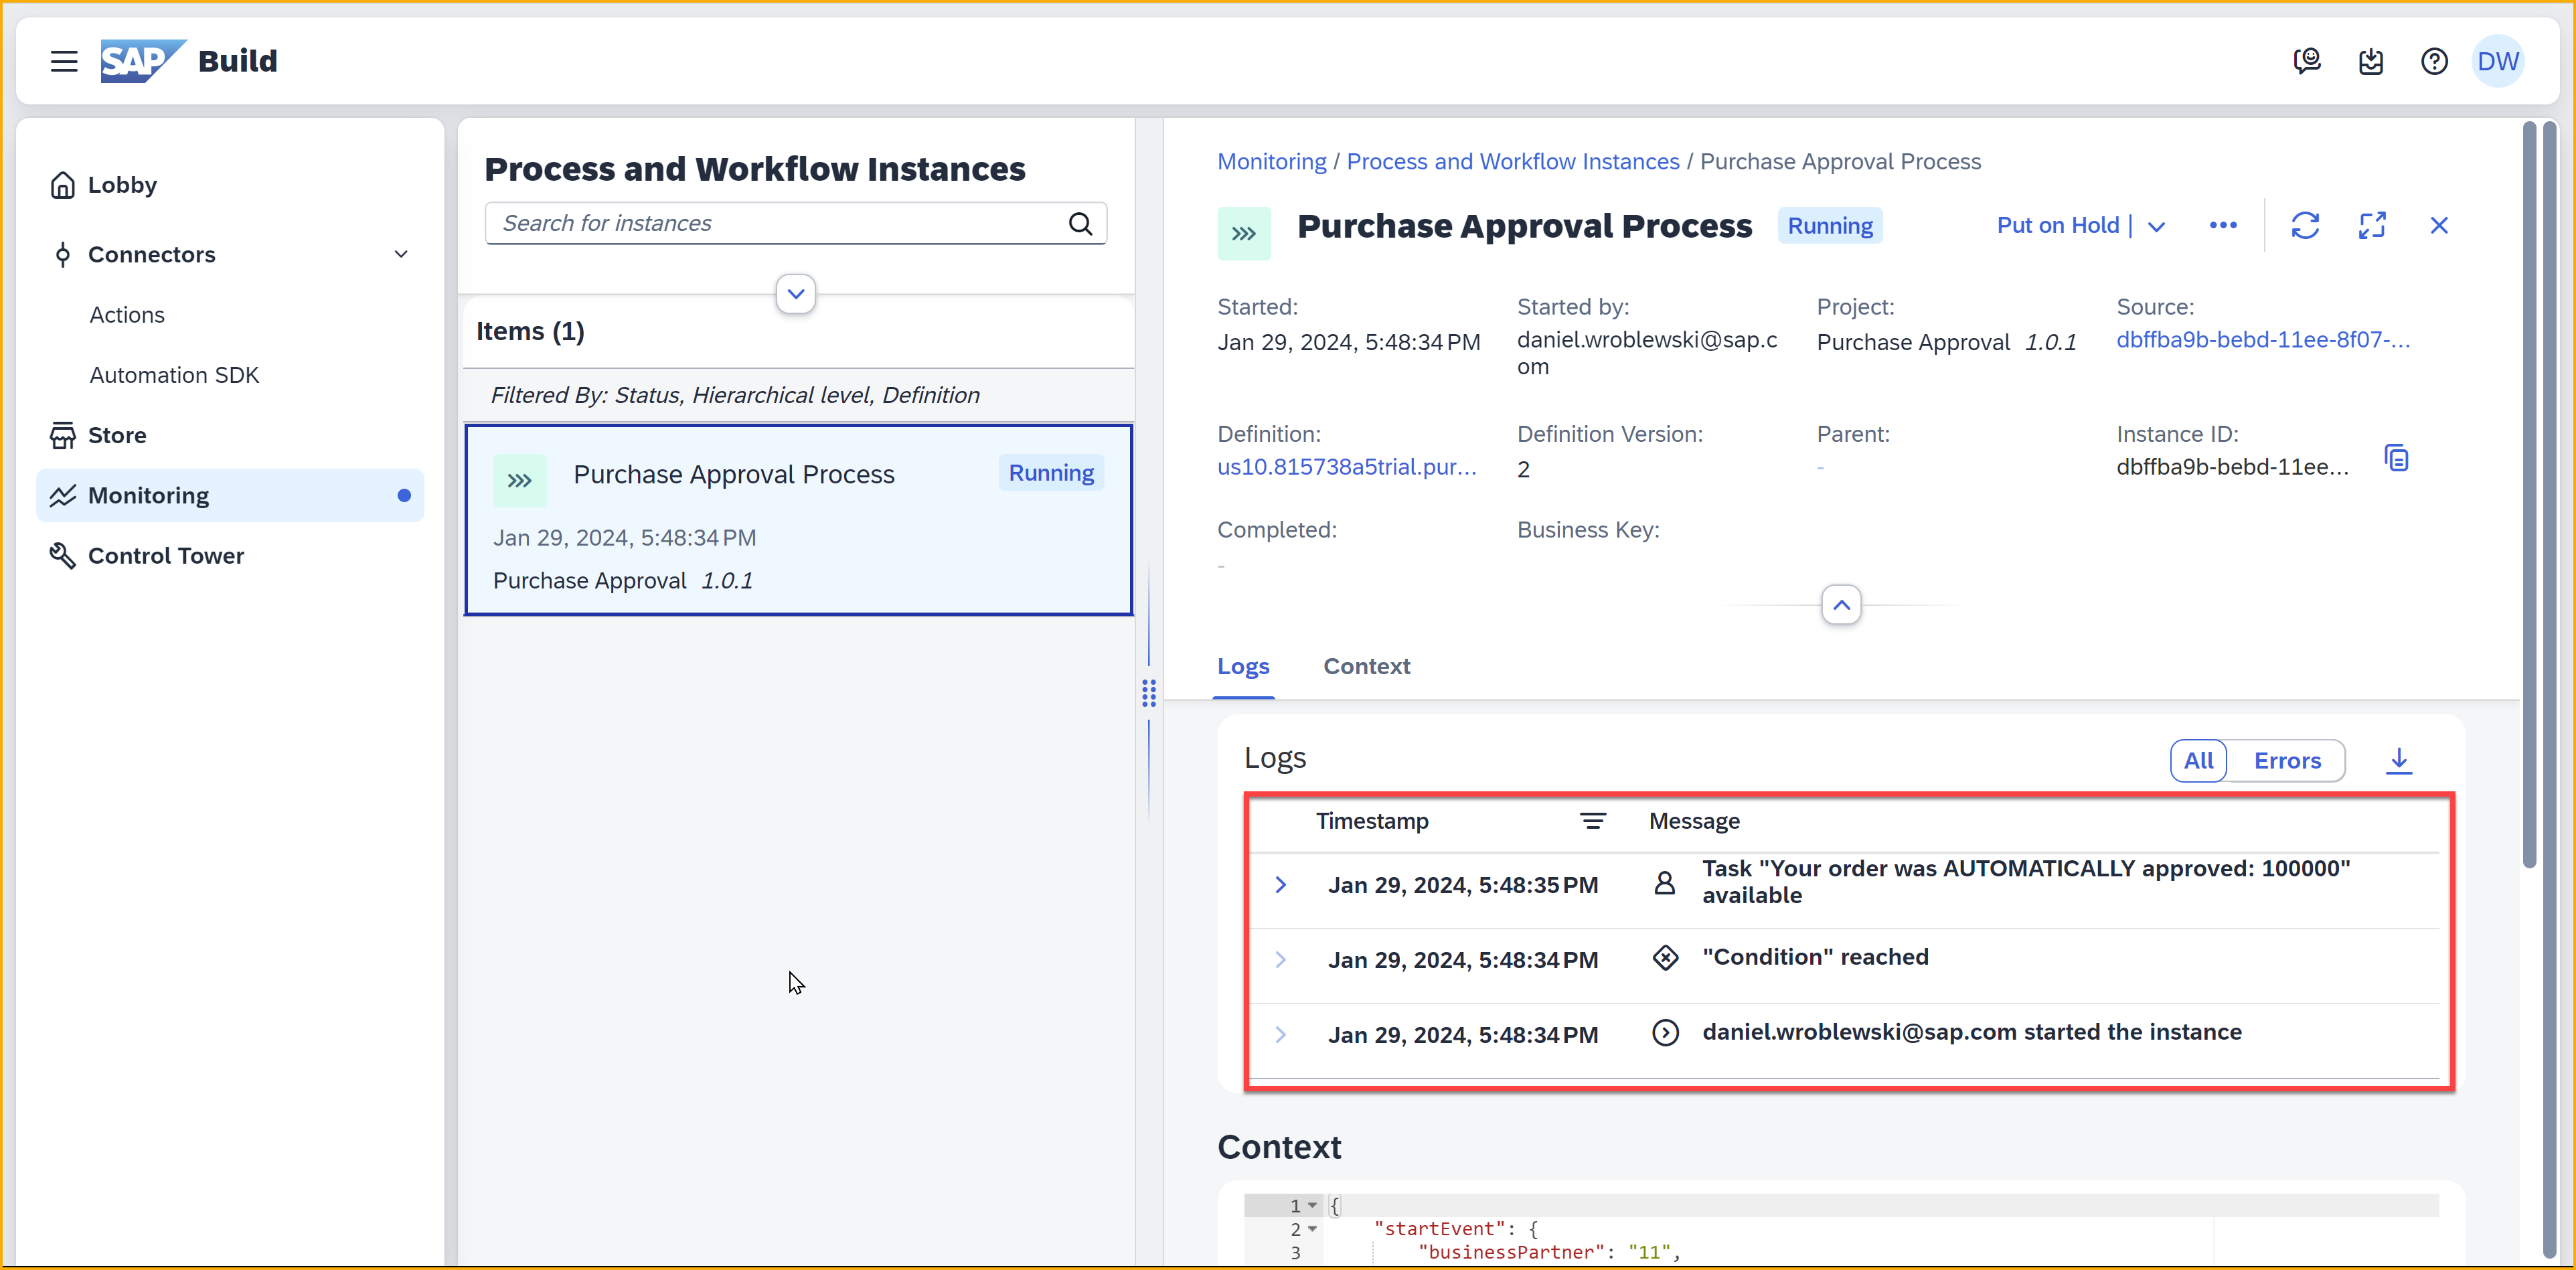 SAP Build
DW
Lobby
Connectors
Actions
Automation SDK
Store
Monitoring
Control Tower
Process and Workflow Instances
Search for instances
Items (1)
Filtered By: Status, Hierarchical level, Definition
Purchase Approval Process
Running
Jan 29, 2024, 5:48:34 PM
Purchase Approval 1.0.1
Monitoring / Process and Workflow Instances / Purchase Approval Process
Purchase Approval Process
Running
Put on Hold
Started:
Jan 29, 2024, 5:48:34 PM
Started by:
daniel.wroblewski@sap.c
om
Project:
Purchase Approval 1.0.1
Source:
dbffba9b-bebd-11ee-8f07-...
Definition:
us10.815738a5trial.pur...
Definition Version:
2
Parent:
-
Instance ID:
dbffba9b-bebd-11ee...
Completed:
-
Business Key:
Logs
Context
Logs
All
Errors
Timestamp
Message
Jan 29, 2024, 5:48:35 PM
Task "Your order was AUTOMATICALLY approved: 100000"
available
Jan 29, 2024, 5:48:34 PM
"Condition" reached
Jan 29, 2024, 5:48:34 PM
daniel.wroblewski@sap.com started the instance
Context
1 {
2 "startEvent": {
3 "businessPartner": "11",